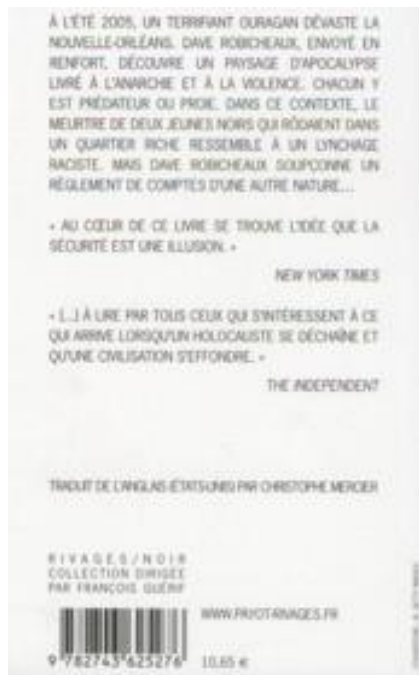 À L'ÉTÉ 2005, UN TERRIFIANT OURAGAN DÉVASTE LA
NOUVELLE-ORLÉANS. DAVE ROBICHEAUX, ENVOYÉ EN
RENFORT, DÉCOUVRE UN PAYSAGE D'APOCALYPSE
LIVRÉ À L'ANARCHIE ET À LA VIOLENCE. CHACUN Y
EST PRÉDATEUR OU PROIE. DANS CE CONTEXTE, LE
MEURTRE DE DEUX JEUNES NOIRS QUI RÔDAIENT DANS
UN QUARTIER RICHE RESSEMBLE À UN LYNCHAGE
RACISTE. MAIS DAVE ROBICHEAUX SOUPÇONNE UN
RÈGLEMENT DE COMPTES D'UNE AUTRE NATURE...
« AU CŒUR DE CE LIVRE SE TROUVE L'IDÉE QUE LA
SÉCURITÉ EST UNE ILLUSION. »
NEW YORK TIMES
« [...] À LIRE PAR TOUS CEUX QUI S'INTÉRESSENT À CE
QUI ARRIVE LORSQU'UN HOLOCAUSTE SE DÉCHAÎNE ET
QU'UNE CIVILISATION S'EFFONDRE. »
THE INDEPENDENT
TRADUIT DE L'ANGLAIS (ÉTATS-UNIS) PAR CHRISTOPHE MERCIER
RIVAGES/NOIR
COLLECTION DIRIGÉE
PAR FRANÇOIS GUÉRIF
WWW.PAYOT-RIVAGES.FR
9 782743 625276
10,65 €